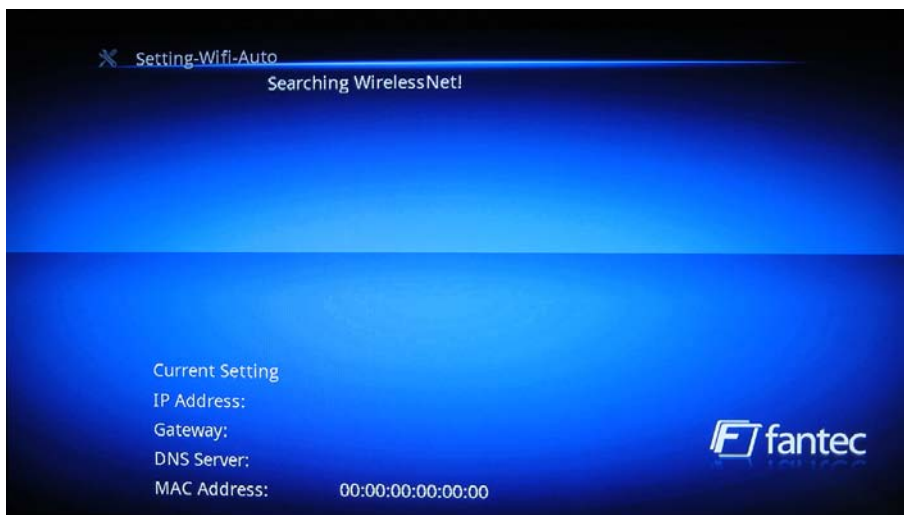 Setting-Wifi-Auto
Searching WirelessNet!
Current Setting
IP Address:
Gateway:
DNS Server:
MAC Address: 00:00:00:00:00:00
fantec